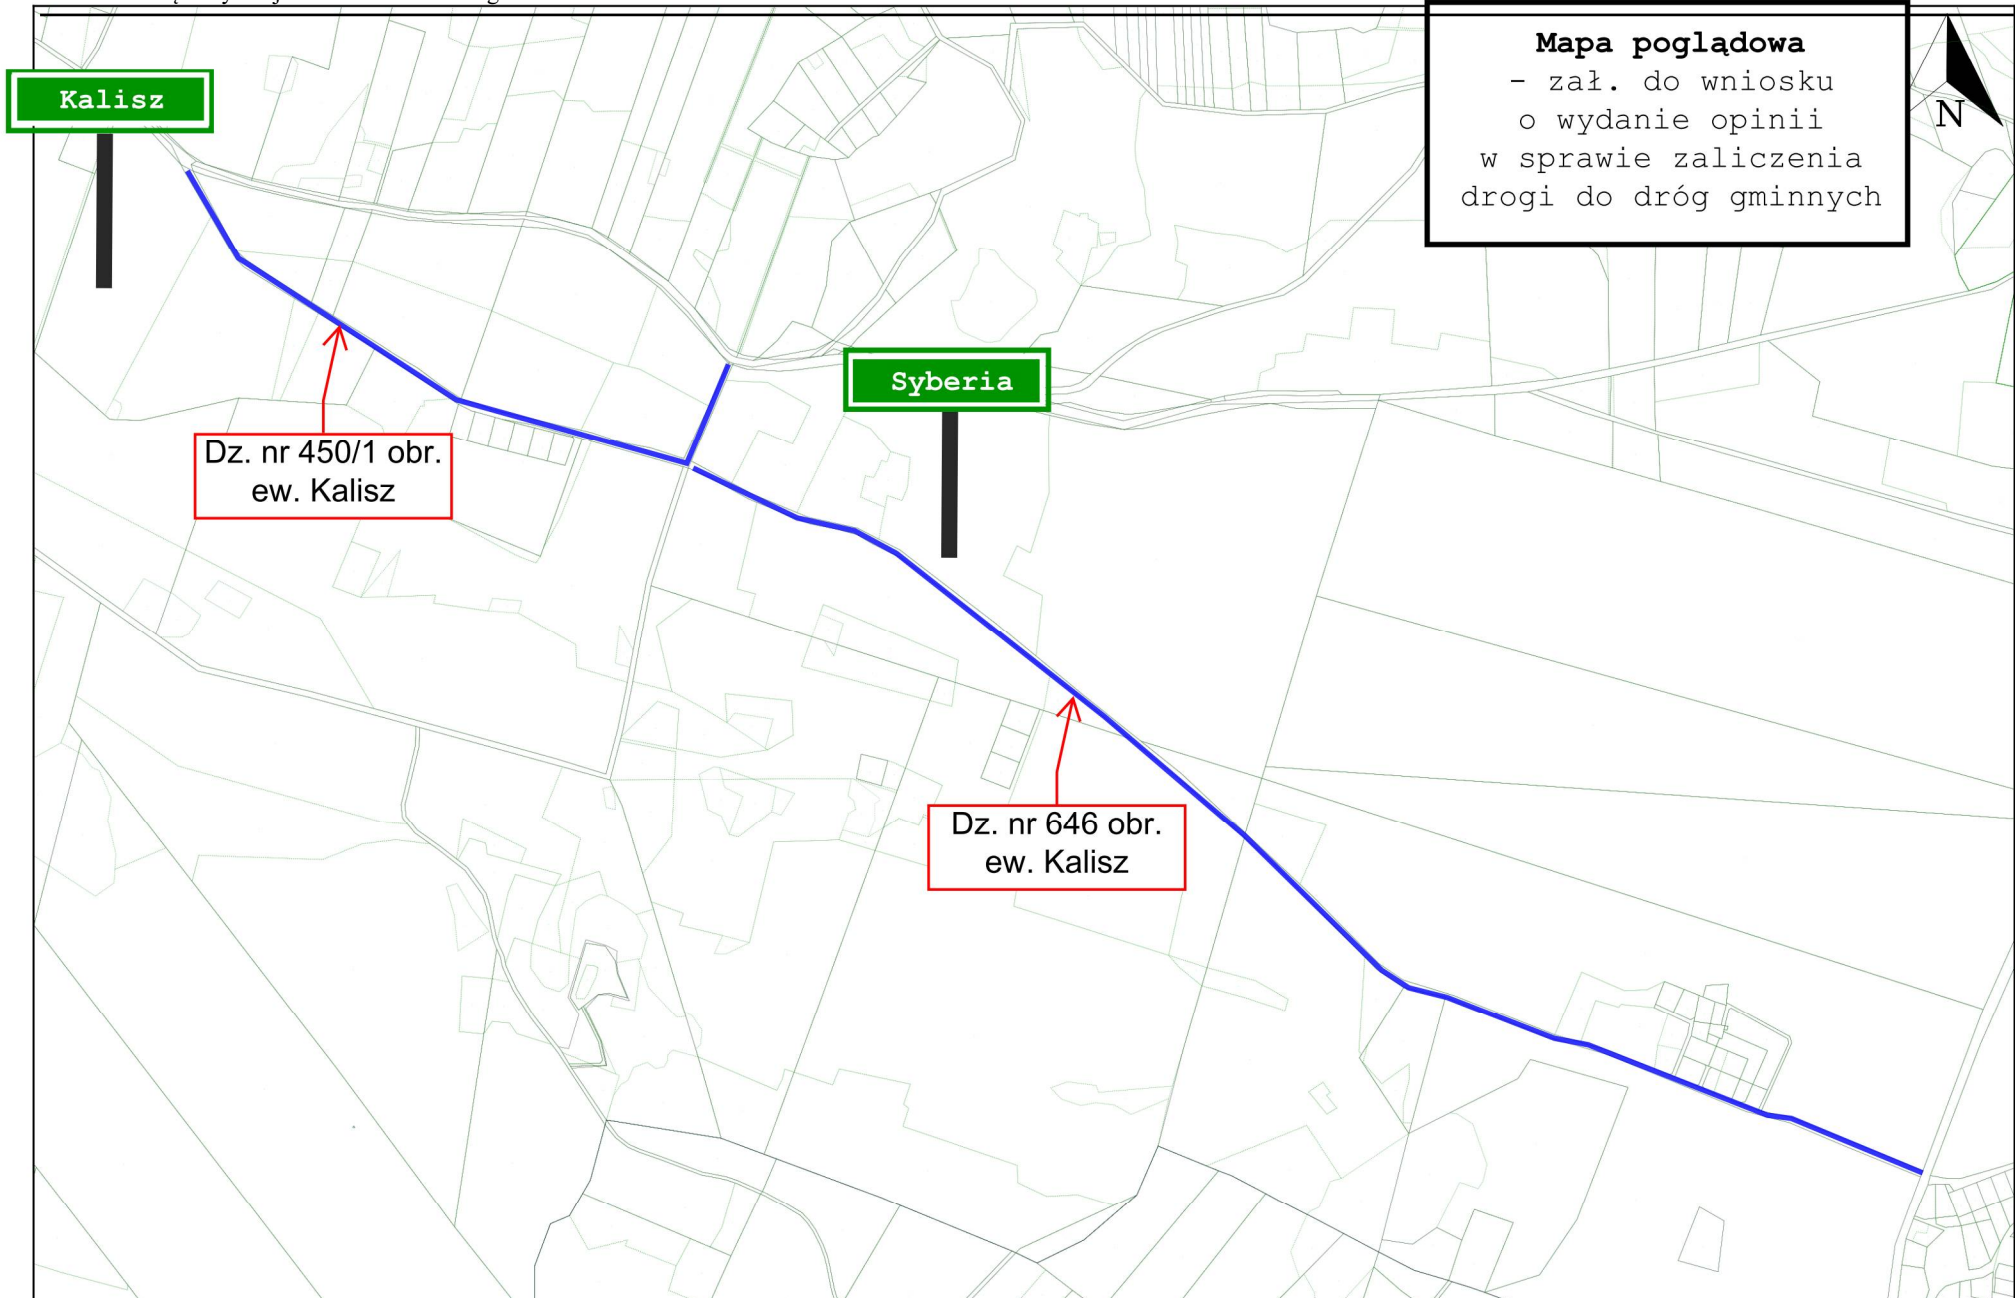 Mapa poglądowa
- zał. do wniosku
o wydanie opinii
w sprawie zaliczenia
drogi do dróg gminnych
N
Kalisz
Syberia
Dz. nr 450/1 obr.
ew. Kalisz
Dz. nr 646 obr.
ew. Kalisz